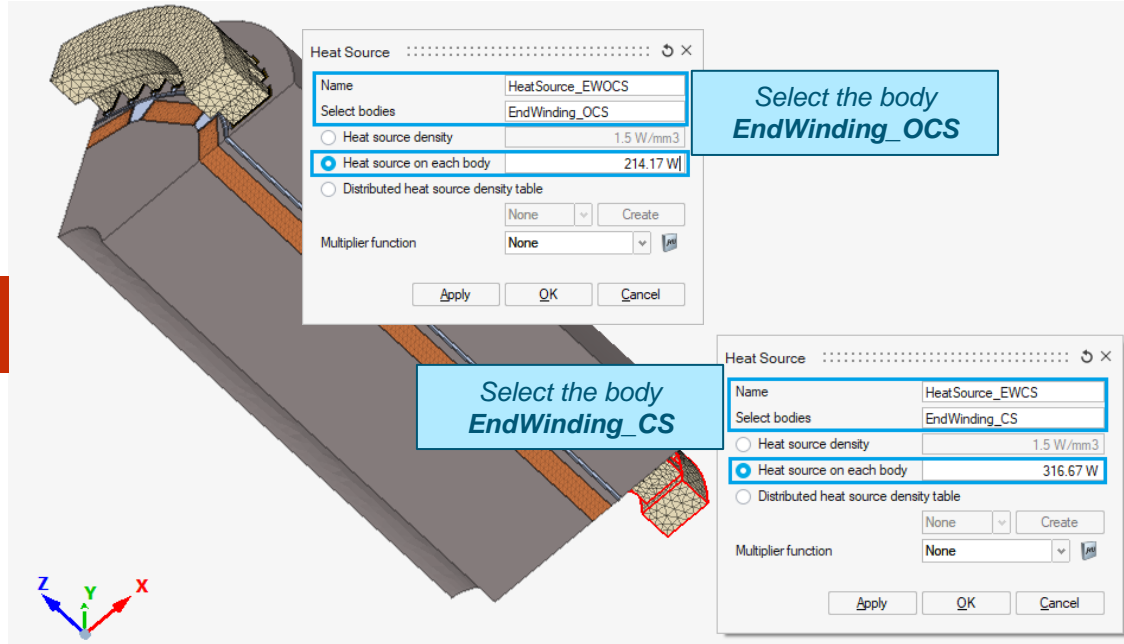 Heat Source
Name HeatSource_EWOCS
Select bodies EndWinding_OCS
Heat source density 1.5 W/mm3
Heat source on each body 214.17 W
Distributed heat source density table
None Create
Multiplier function None
Apply OK Cancel
Select the body
EndWinding_OCS
Select the body
EndWinding_CS
Heat Source
Name HeatSource_EWCS
Select bodies EndWinding_CS
Heat source density 1.5 W/mm3
Heat source on each body 316.67 W
Distributed heat source density table
None Create
Multiplier function None
Apply OK Cancel
Z Y X